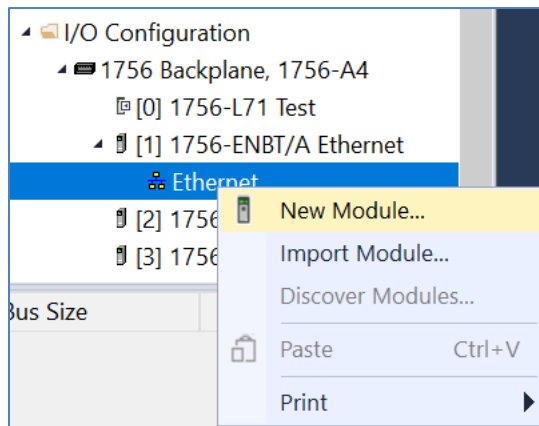 I/O Configuration
1756 Backplane, 1756-A4
[0] 1756-L71 Test
[1] 1756-ENBT/A Ethernet
Ethernet
[2] 1756
[3] 1756
Bus Size
New Module...
Import Module...
Discover Modules...
Paste Ctrl+V
Print